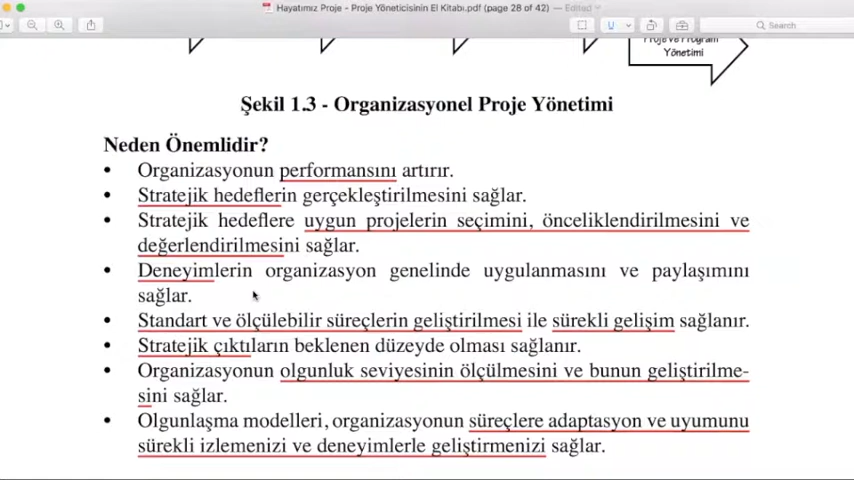 Hayatımız Proje - Proje Yöneticisinin El Kitabı.pdf (page 28 of 42) — Edited
Search
Proje ve Program
Yönetimi
Şekil 1.3 - Organizasyonel Proje Yönetimi
Neden Önemlidir?
• Organizasyonun performansını artırır.
• Stratejik hedeflerin gerçekleştirilmesini sağlar.
• Stratejik hedeflere uygun projelerin seçimini, önceliklendirilmesini ve
değerlendirilmesini sağlar.
• Deneyimlerin organizasyon genelinde uygulanmasını ve paylaşımını
sağlar.
• Standart ve ölçülebilir süreçlerin geliştirilmesi ile sürekli gelişim sağlanır.
• Stratejik çıktıların beklenen düzeyde olması sağlanır.
• Organizasyonun olgunluk seviyesinin ölçülmesini ve bunun geliştirilme-
sini sağlar.
• Olgunlaşma modelleri, organizasyonun süreçlere adaptasyon ve uyumunu
sürekli izlemenizi ve deneyimlerle geliştirmenizi sağlar.